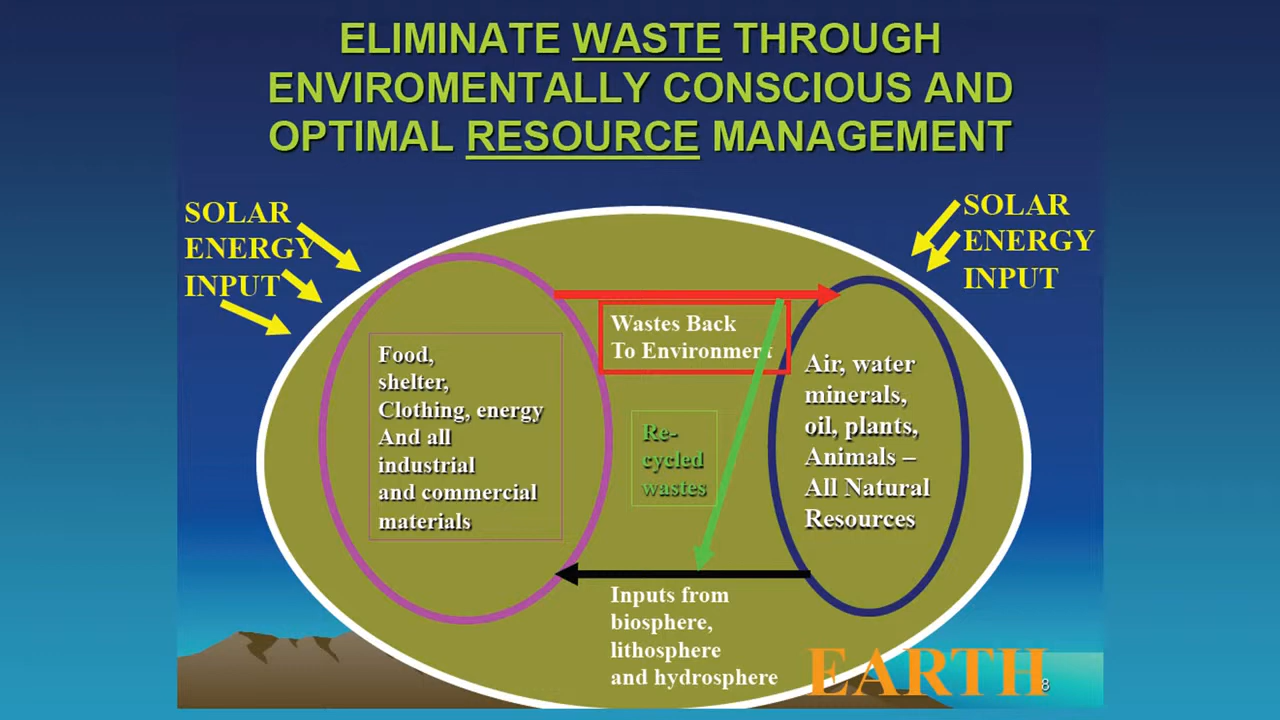 ELIMINATE WASTE THROUGH
ENVIROMENTALLY CONSCIOUS AND
OPTIMAL RESOURCE MANAGEMENT
SOLAR
ENERGY
INPUT
SOLAR
ENERGY
INPUT
Wastes Back
To Environment
Food,
shelter,
Clothing, energy
And all
industrial
and commercial
materials
Re-
cycled
wastes
Air, water
minerals,
oil, plants,
Animals –
All Natural
Resources
Inputs from
biosphere,
lithosphere
and hydrosphere
EARTH
8